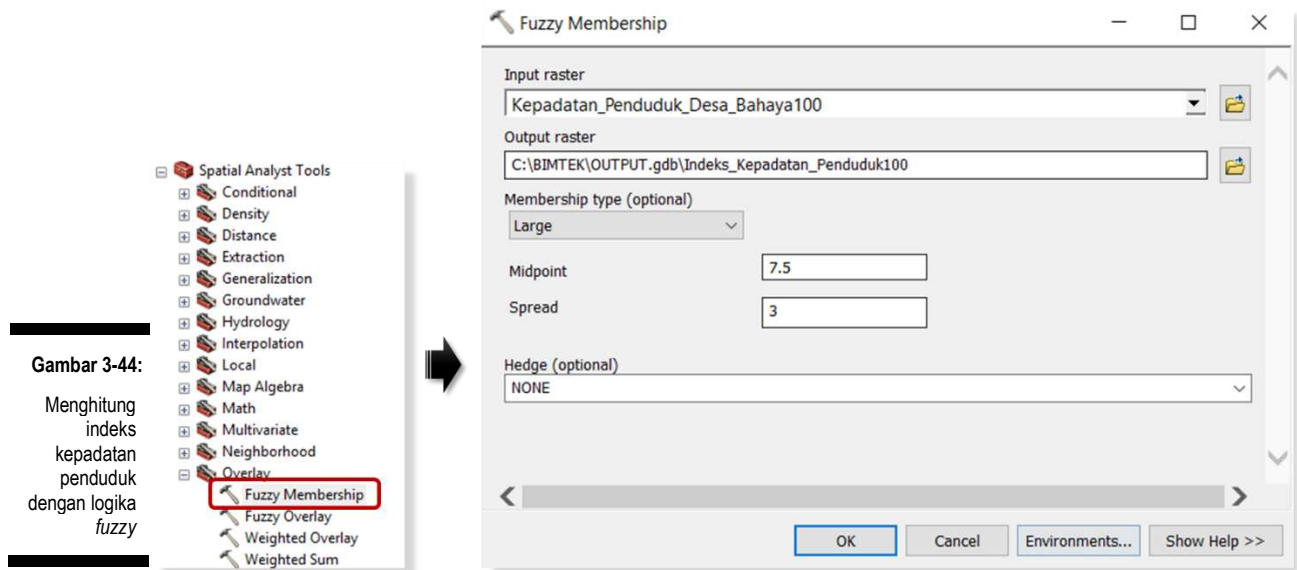 Gambar 3-44:
Menghitung
indeks
kepadatan
penduduk
dengan logika
fuzzy
Spatial Analyst Tools
Conditional
Density
Distance
Extraction
Generalization
Groundwater
Hydrology
Interpolation
Local
Map Algebra
Math
Multivariate
Neighborhood
Overlay
Fuzzy Membership
Fuzzy Overlay
Weighted Overlay
Weighted Sum
Fuzzy Membership
Input raster
Kepadatan_Penduduk_Desa_Bahaya100
Output raster
C:\BIMTEK\OUTPUT.gdb\Indeks_Kepadatan_Penduduk100
Membership type (optional)
Large
Midpoint
7.5
Spread
3
Hedge (optional)
NONE
OK
Cancel
Environments...
Show Help >>